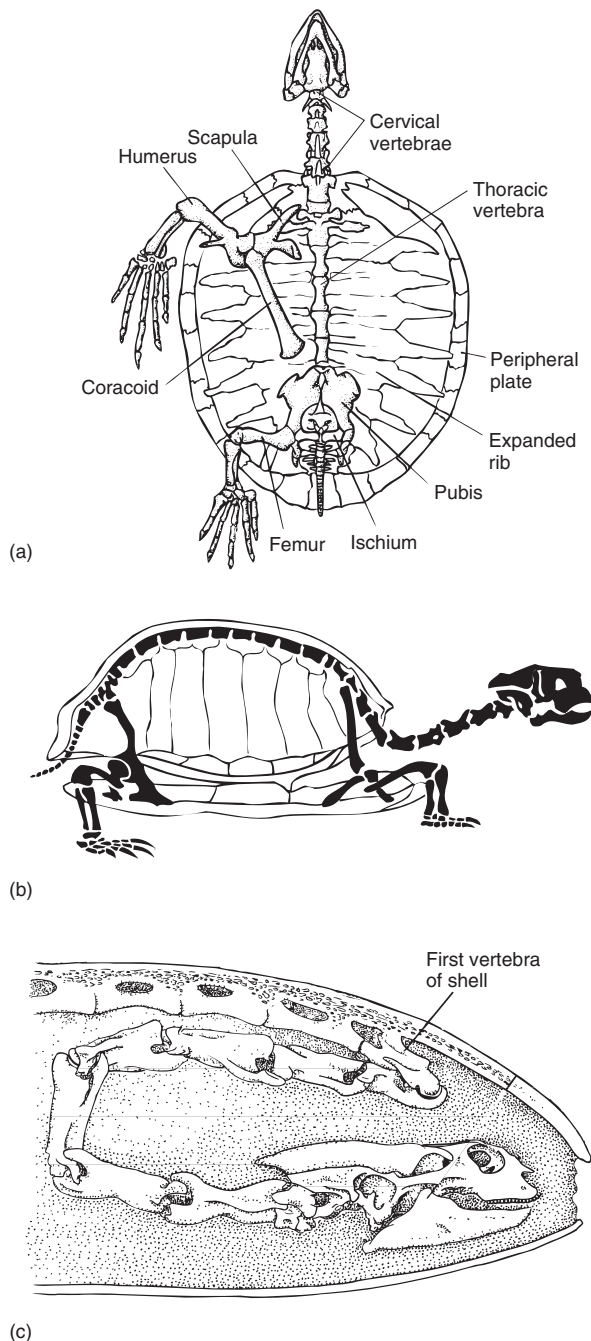 Cervical
vertebrae
Scapula
Humerus
Thoracic
vertebra
Coracoid
Peripheral
plate
Expanded
rib
Pubis
Femur
Ischium
(a)
(b)
First vertebra
of shell
(c)